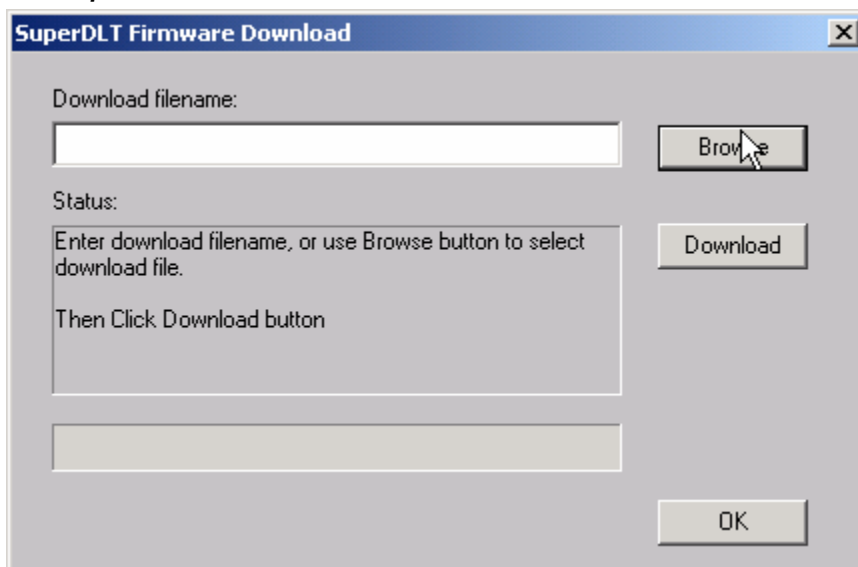 SuperDLT Firmware Download
Download filename:
Browse
Status:
Enter download filename, or use Browse button to select
download file.
Download
Then Click Download button
OK